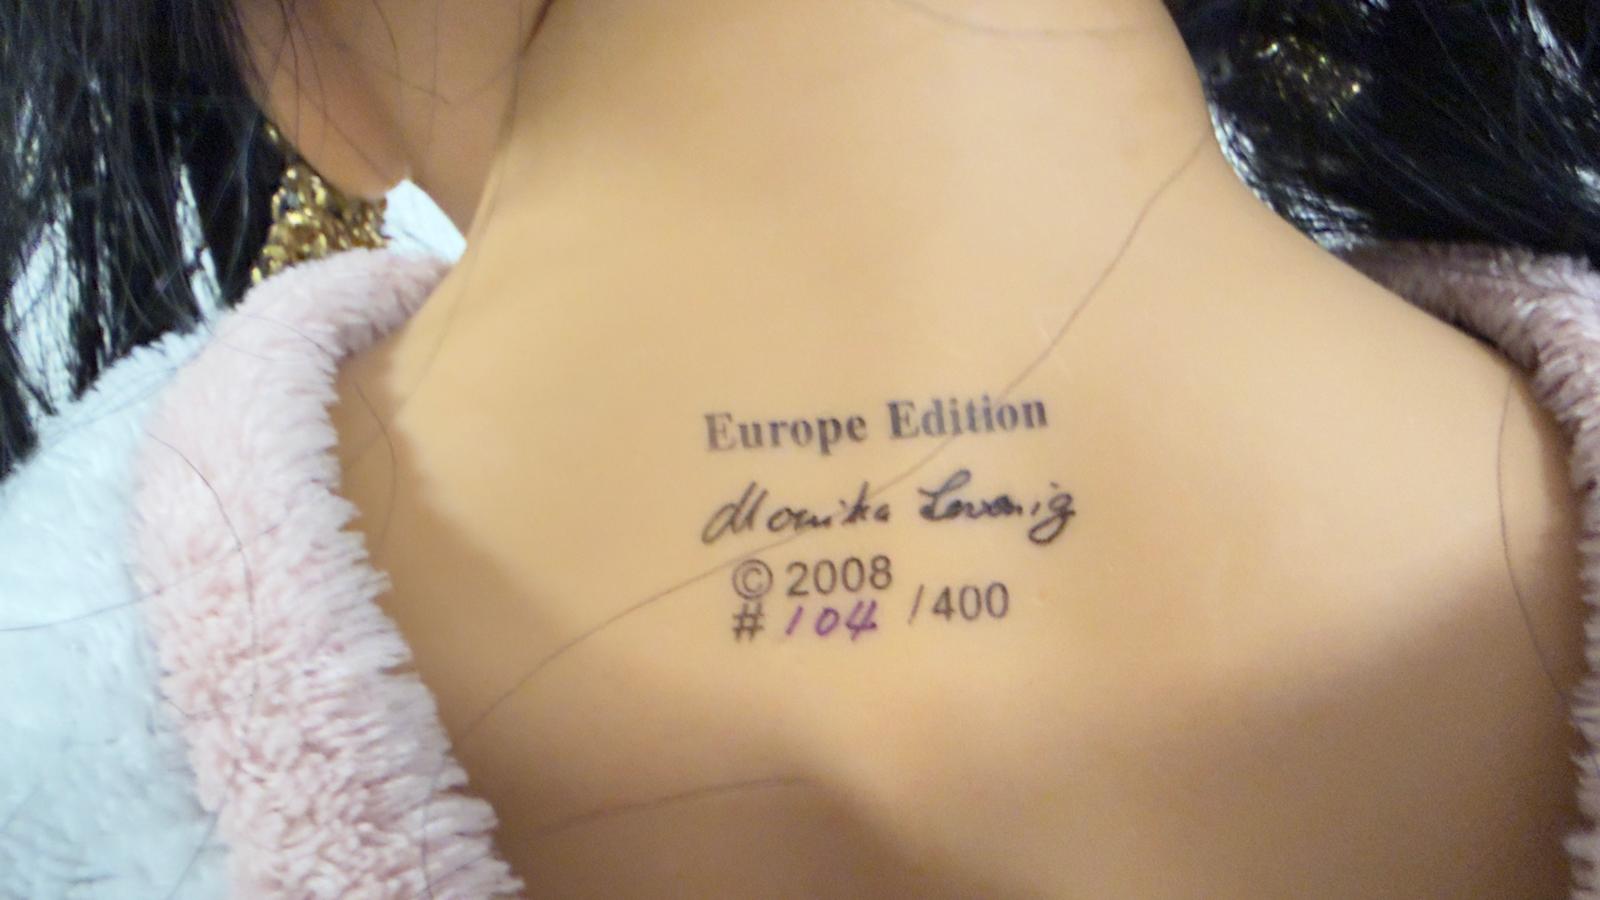 Europe Edition
Monika Levenig
© 2008
# 104 /400